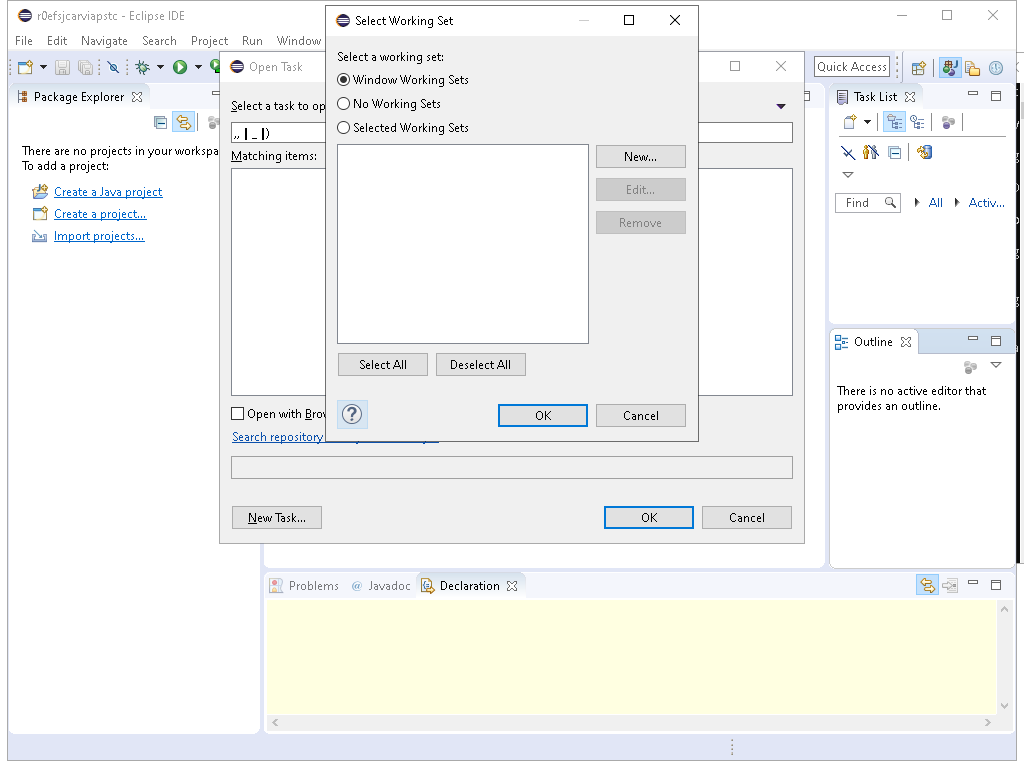 r0efsjcarviapstc - Eclipse IDE
File Edit Navigate Search Project Run Window
Quick Access
Package Explorer
There are no projects in your workspa
To add a project:
Create a Java project
Create a project...
Import projects...
Open Task
Select a task to op
,, | _ |)
Matching items:
Open with Brov
Search repository
New Task...
OK
Cancel
Select Working Set
Select a working set:
Window Working Sets
No Working Sets
Selected Working Sets
New...
Edit...
Remove
Select All
Deselect All
OK
Cancel
Task List
Find
All
Activ...
Outline
There is no active editor that
provides an outline.
Problems
@ Javadoc
Declaration